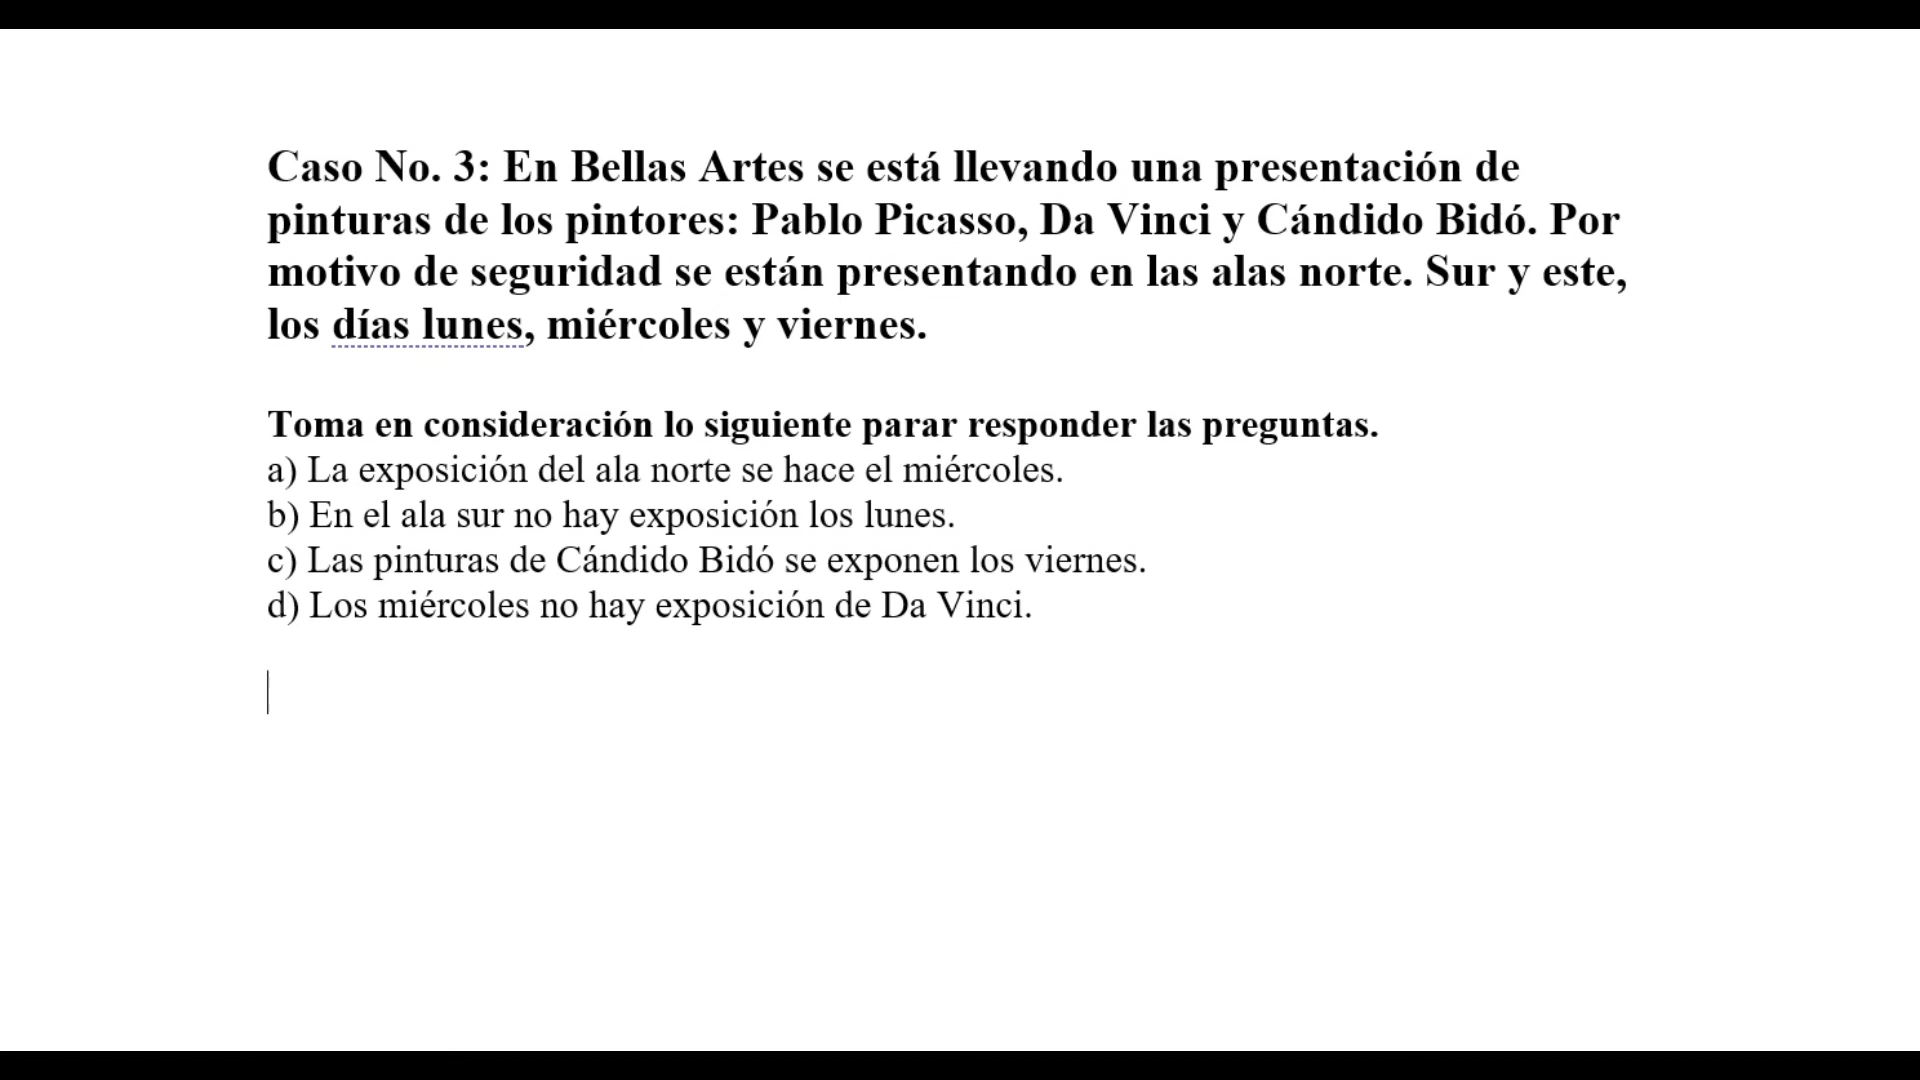 Caso No. 3: En Bellas Artes se está llevando una presentación de
pinturas de los pintores: Pablo Picasso, Da Vinci y Cándido Bidó. Por
motivo de seguridad se están presentando en las alas norte. Sur y este,
los días lunes, miércoles y viernes.
Toma en consideración lo siguiente parar responder las preguntas.
a) La exposición del ala norte se hace el miércoles.
b) En el ala sur no hay exposición los lunes.
c) Las pinturas de Cándido Bidó se exponen los viernes.
d) Los miércoles no hay exposición de Da Vinci.